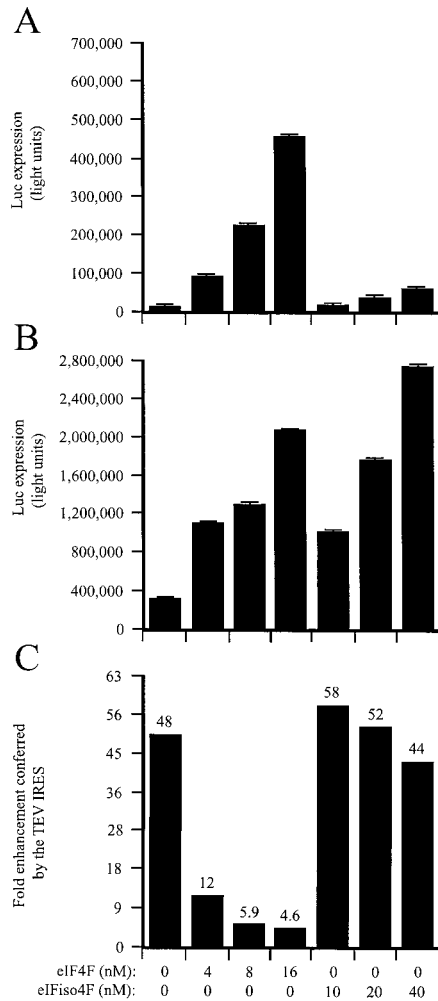 A
700,000
600,000
500,000
400,000
300,000
200,000
100,000
0
Luc expression
(light units)
B
2,800,000
2,400,000
2,000,000
1,600,000
1,200,000
800,000
400,000
0
Luc expression
(light units)
C
63
56
45
36
28
18
9
0
Fold enhancement conferred
by the TEV IRES
48
12
5.9
4.6
58
52
44
eIF4F (nM): 0 4 8 16 0 0 0
eIFiso4F (nM): 0 0 0 0 10 20 40